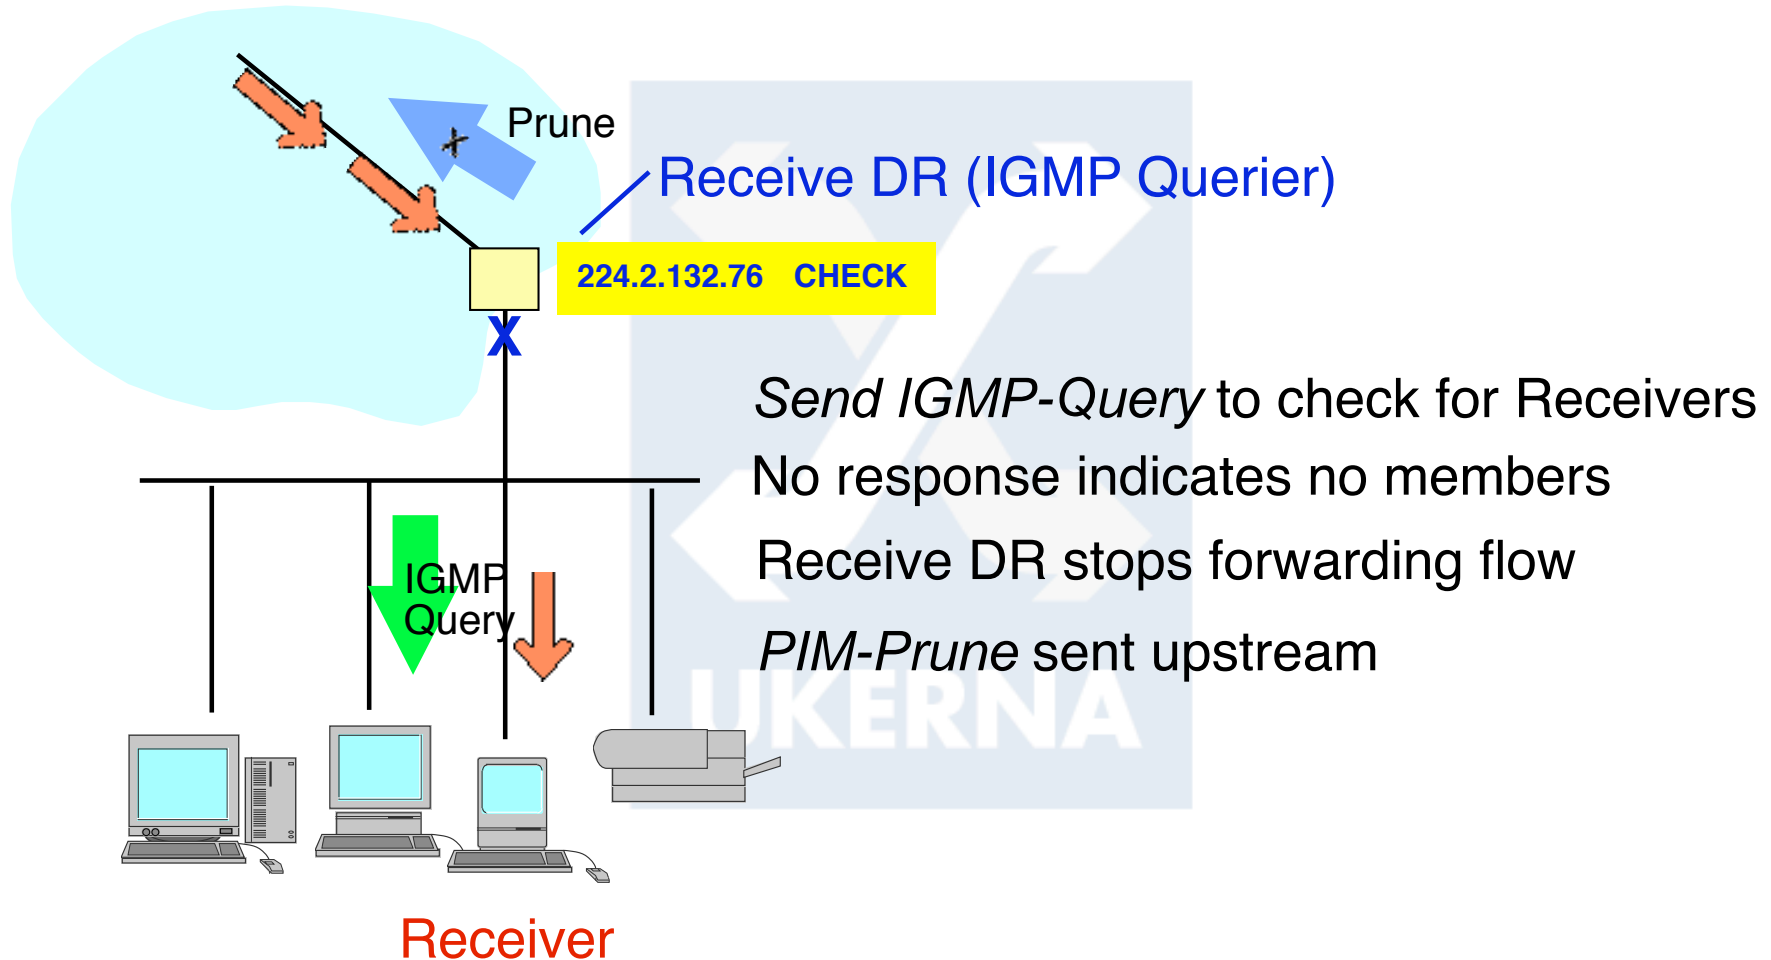 Prune
Receive DR (IGMP Querier)
224.2.132.76 CHECK
X
Send IGMP-Query to check for Receivers
No response indicates no members
Receive DR stops forwarding flow
PIM-Prune sent upstream
IGMP
Query
UKERNA
Receiver